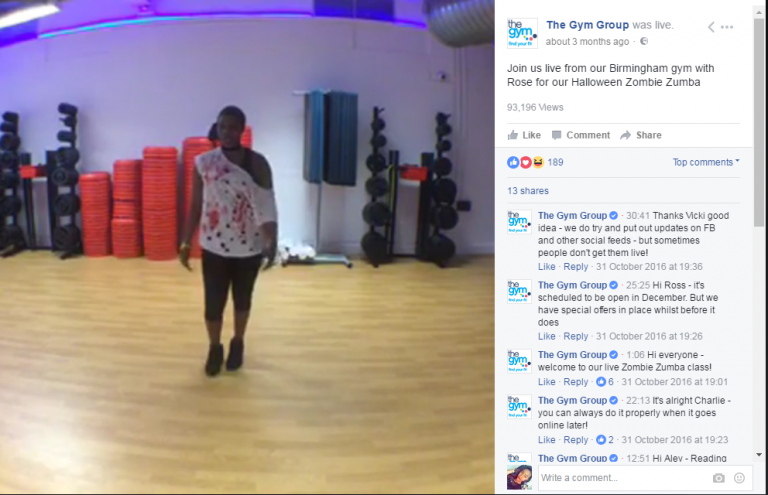 the gym. find your fit
The Gym Group was live.
about 3 months ago ·
Join us live from our Birmingham gym with
Rose for our Halloween Zombie Zumba
93,196 Views
Like Comment Share
189 Top comments
13 shares
the gym. find your fit
The Gym Group · 30:41 Thanks Vicki good
idea - we do try and put out updates on FB
and other social feeds - but sometimes
people don't get them live!
Like · Reply · 31 October 2016 at 19:36
the gym. find your fit
The Gym Group · 25:25 Hi Ross - it's
scheduled to be open in December. But we
have special offers in place whilst before it
does
Like · Reply · 31 October 2016 at 19:26
the gym. find your fit
The Gym Group · 1:06 Hi everyone -
welcome to our live Zombie Zumba class!
Like · Reply · 6 · 31 October 2016 at 19:01
the gym. find your fit
The Gym Group · 22:13 It's alright Charlie -
you can always do it properly when it goes
online later!
Like · Reply · 2 · 31 October 2016 at 19:23
the
The Gym Group · 12:51 Hi Alev - Reading
Write a comment...